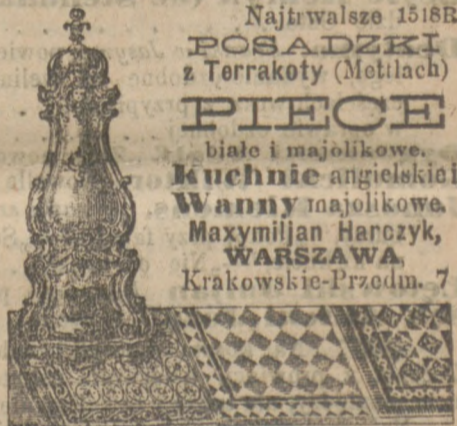 Najtrwalsze 1518R
POSADZKI
z Terrakoty (Mettlach)
PIECE
białe i majolikowe.
Kuchnie angielskie i
Wanny majolikowe.
Maxymiljan Harczyk,
WARSZAWA,
Krakowskie-Przedm. 7